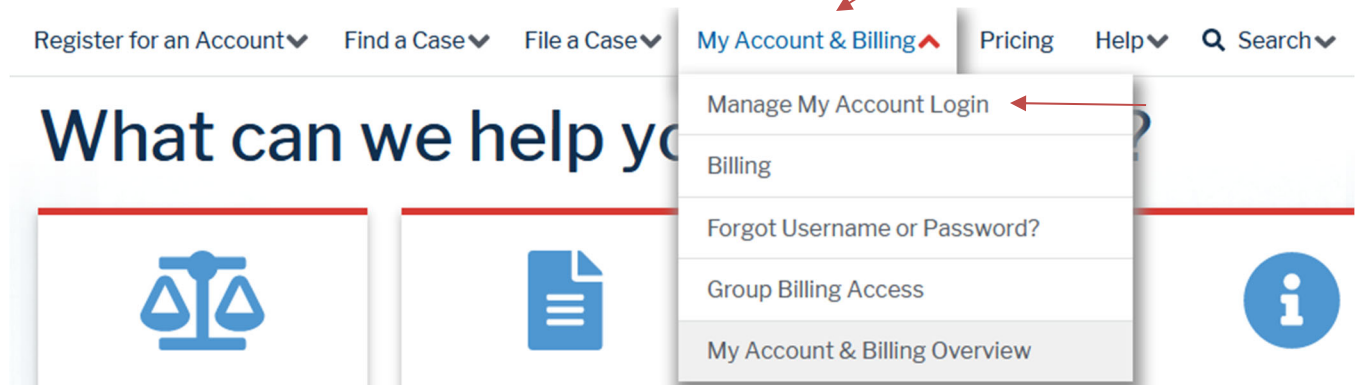 Register for an Account Find a Case File a Case My Account & Billing Pricing Help Search
What can we help yo ?
Manage My Account Login
Billing
Forgot Username or Password?
Group Billing Access
My Account & Billing Overview